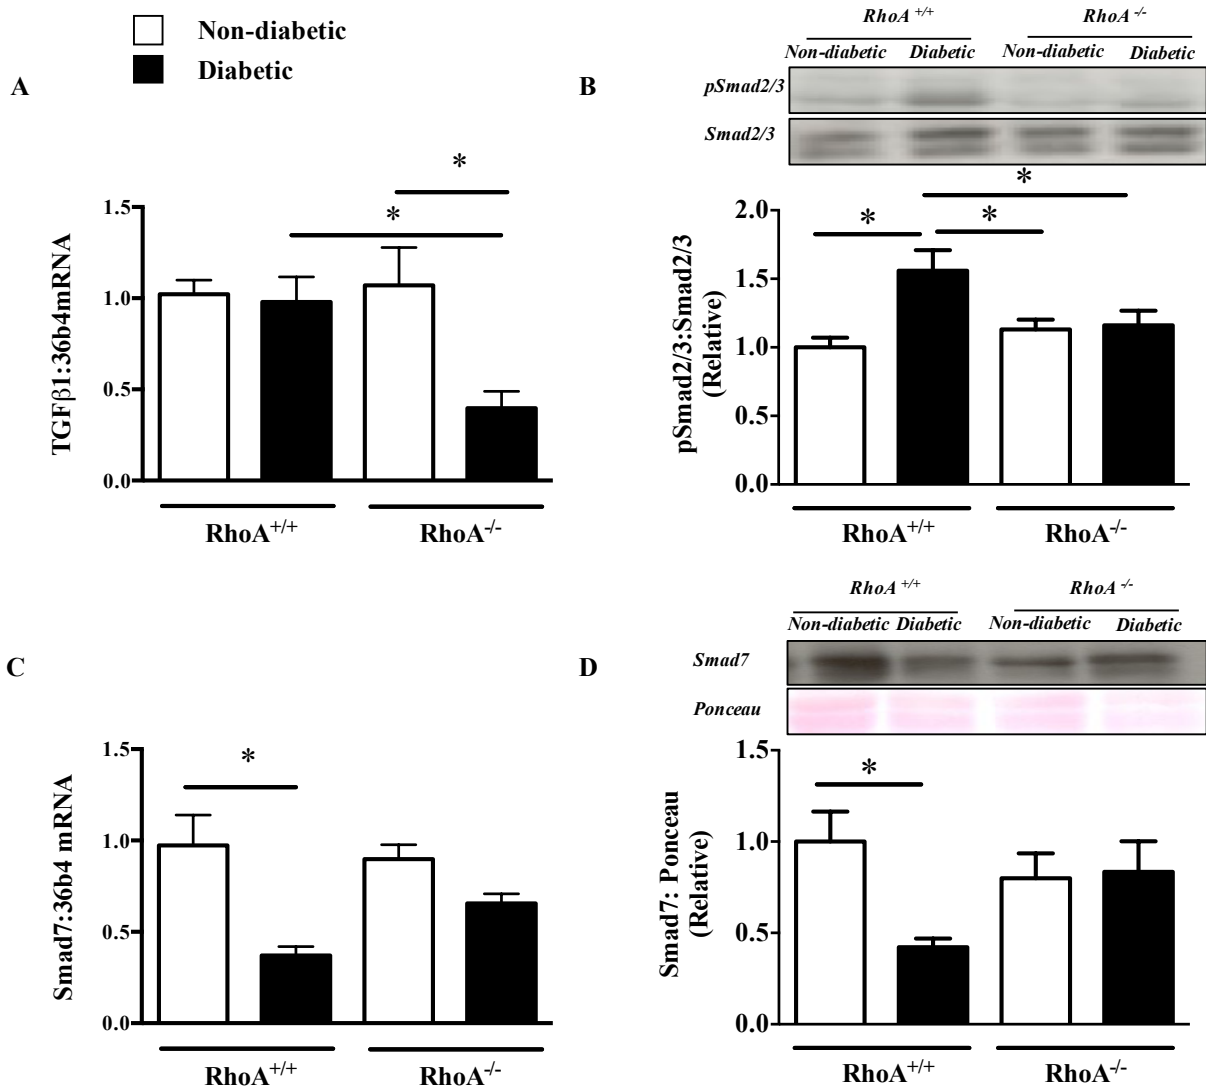 Non-diabetic
Diabetic
A
*
*
1.5
1.0
0.5
0.0
TGFβ1:36b4mRNA
RhoA+/+
RhoA-/-
B
RhoA +/+
RhoA -/-
Non-diabetic Diabetic Non-diabetic Diabetic
pSmad2/3
Smad2/3
*
*
*
2.0
1.5
1.0
0.5
0.0
pSmad2/3:Smad2/3
(Relative)
RhoA+/+
RhoA-/-
C
*
1.5
1.0
0.5
0.0
Smad7:36b4 mRNA
RhoA+/+
RhoA-/-
D
RhoA +/+
RhoA -/-
Non-diabetic Diabetic Non-diabetic Diabetic
Smad7
Ponceau
*
1.5
1.0
0.5
0.0
Smad7: Ponceau
(Relative)
RhoA+/+
RhoA-/-